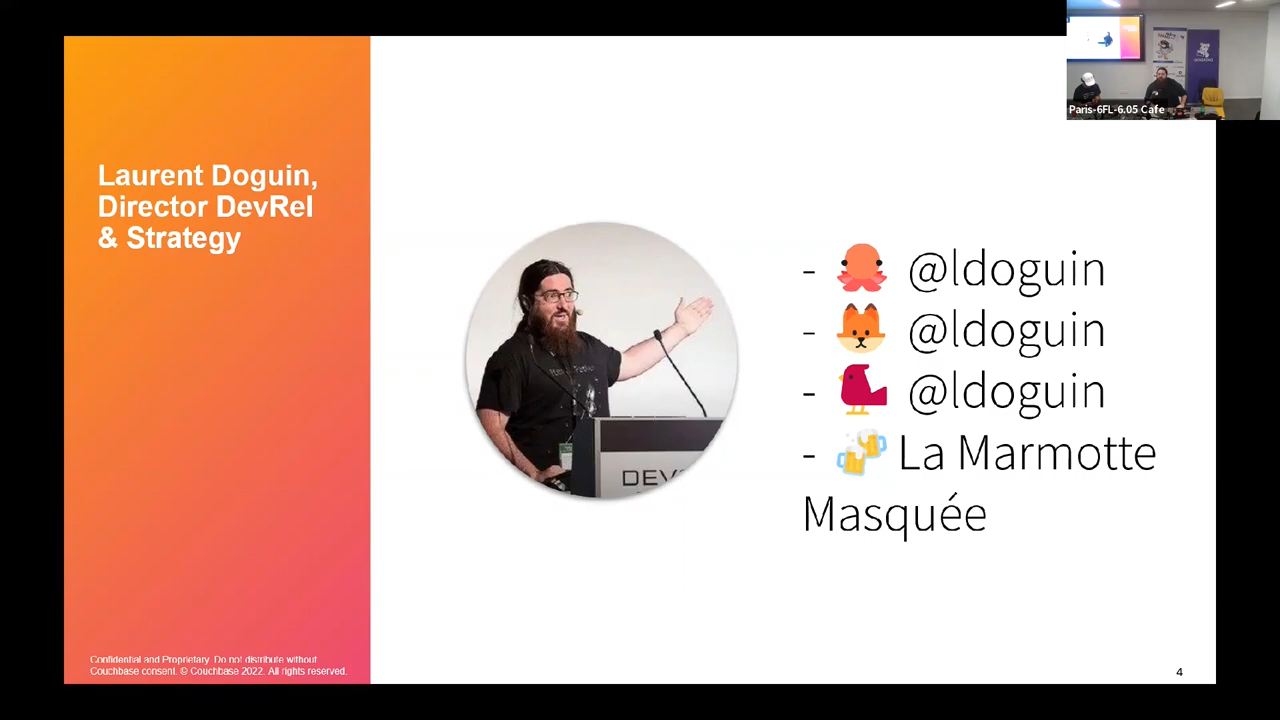 Laurent Doguin,
Director DevRel
& Strategy
- @ldoguin
- @ldoguin
- @ldoguin
- La Marmotte
Masquée
DEV
Confidential and Proprietary. Do not distribute without
Couchbase consent. © Couchbase 2022. All rights reserved.
4
Paris-6FL-6.05 Cafe